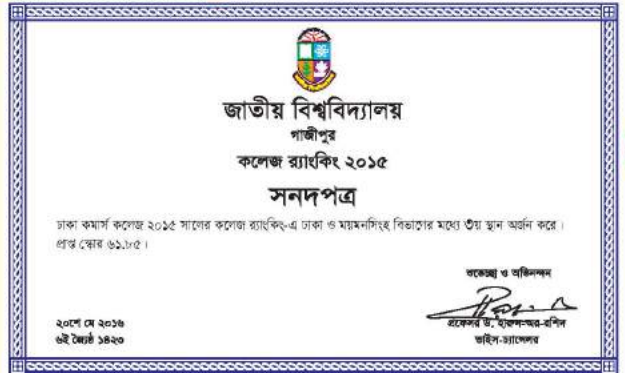 জাতীয় বিশ্ববিদ্যালয়
গাজীপুর
কলেজ র‍্যাংকিং ২০১৫
সনদপত্র
ঢাকা কমার্স কলেজ ২০১৫ সালের কলেজ র‍্যাংকিং-এ ঢাকা ও ময়মনসিংহ বিভাগের মধ্যে ৩য় স্থান অর্জন করে।
প্রাপ্ত স্কোর ৬১.৮৫।
শুভেচ্ছা ও অভিনন্দন
প্রফেসর ড. হারুন-অর-রশিদ
ভাইস-চ্যান্সেলর
২০শে মে ২০১৬
৬ই জ্যৈষ্ঠ ১৪২৩